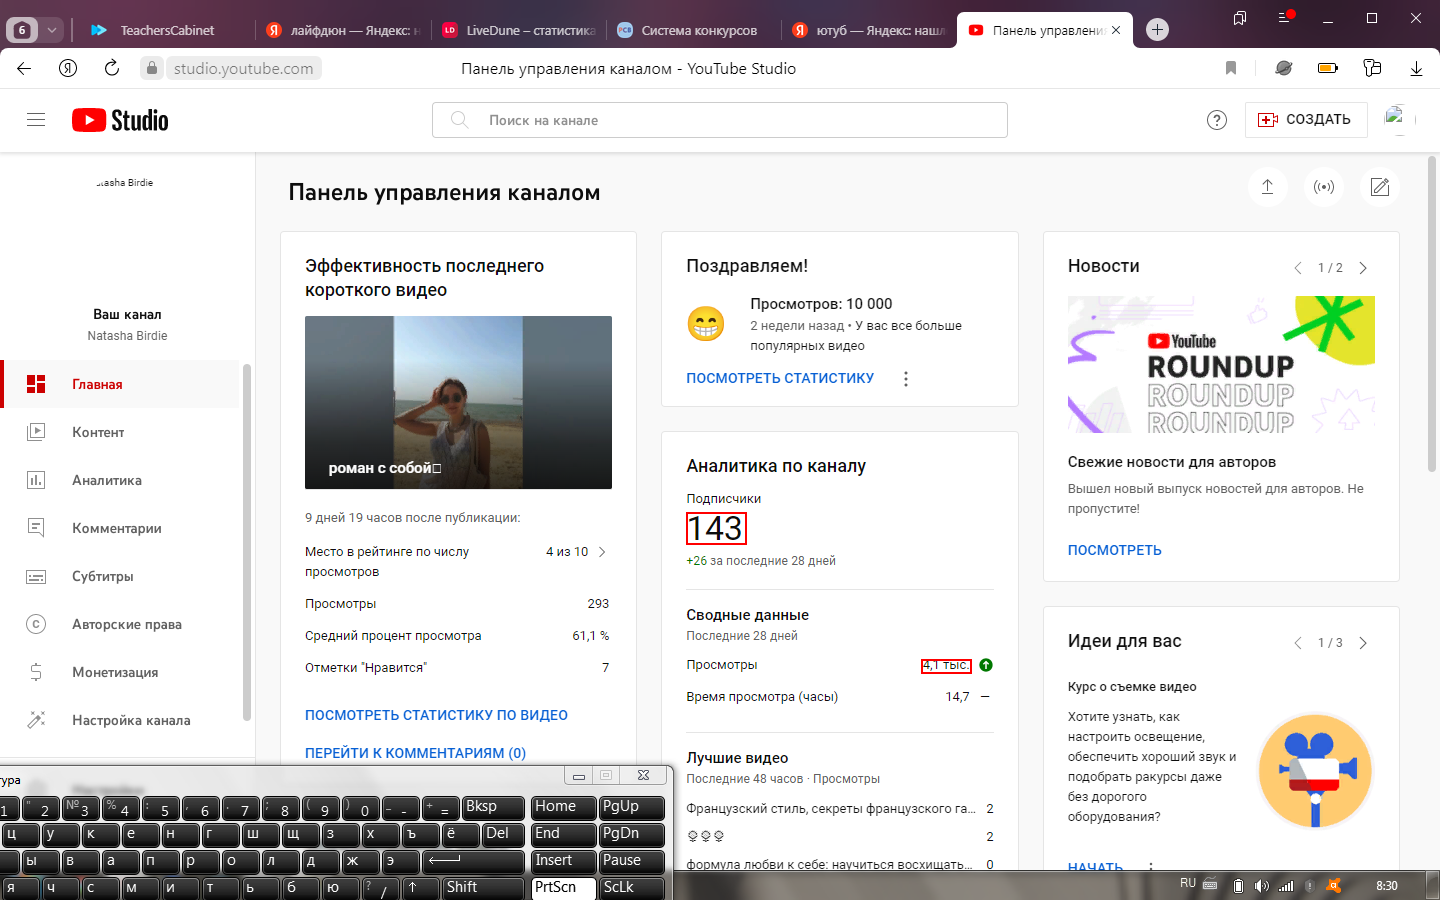 6
TeachersCabinet
лайфдюн — Яндекс: н
LiveDune – статистика
Система конкурсов
ютуб — Яндекс: нашл
Панель управления
studio.youtube.com
Панель управления каналом - YouTube Studio
Studio
Поиск на канале
СОЗДАТЬ
Natasha Birdie
Ваш канал
Natasha Birdie
Главная
Контент
Аналитика
Комментарии
Субтитры
Авторские права
Монетизация
Настройка канала
Панель управления каналом
Эффективность последнего
короткого видео
роман с собой
9 дней 19 часов после публикации:
Место в рейтинге по числу
просмотров
4 из 10
Просмотры 293
Средний процент просмотра 61,1 %
Отметки "Нравится" 7
ПОСМОТРЕТЬ СТАТИСТИКУ ПО ВИДЕО
ПЕРЕЙТИ К КОММЕНТАРИЯМ (0)
Поздравляем!
Просмотров: 10 000
2 недели назад • У вас все больше
популярных видео
ПОСМОТРЕТЬ СТАТИСТИКУ
Аналитика по каналу
Подписчики
143
+26 за последние 28 дней
Сводные данные
Последние 28 дней
Просмотры 4,1 тыс.
Время просмотра (часы) 14,7 —
Лучшие видео
Последние 48 часов · Просмотры
Французский стиль, секреты французского га... 2
2
формула любви к себе: научиться восхищать... 0
Новости
1 / 2
YouTube
ROUNDUP
ROUNDUP
ROUNDUP
Свежие новости для авторов
Вышел новый выпуск новостей для авторов. Не
пропустите!
ПОСМОТРЕТЬ
Идеи для вас
1 / 3
Курс о съемке видео
Хотите узнать, как
настроить освещение,
обеспечить хороший звук и
подобрать ракурсы даже
без дорогого
оборудования?
НАЧАТЬ
тура
1 " 2 № 3 % 4 : 5 , 6 . 7 ; 8 ( 9 ) 0 _ - + = Bksp Home PgUp
ц у к е н г ш щ з х ъ ё Del End PgDn
ы в а п р о л д ж э Insert Pause
я ч с м и т ь б ю ? / Shift PrtScn ScLk
RU
8:30